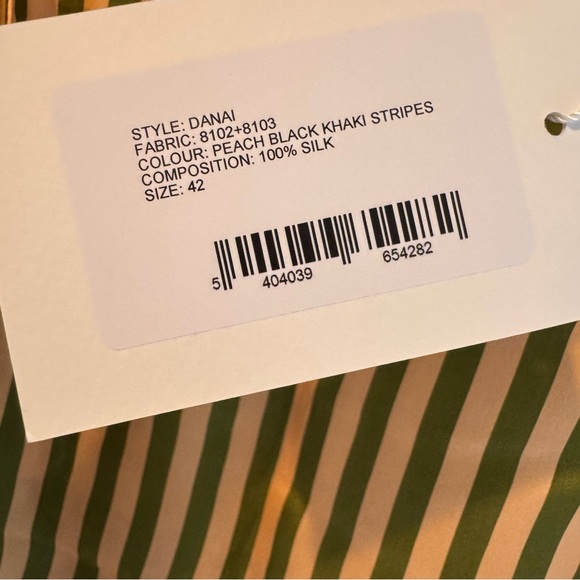 STYLE: DANAI
FABRIC: 8102+8103
COLOUR: PEACH BLACK KHAKI STRIPES
COMPOSITION: 100% SILK
SIZE: 42
5 404039 654282